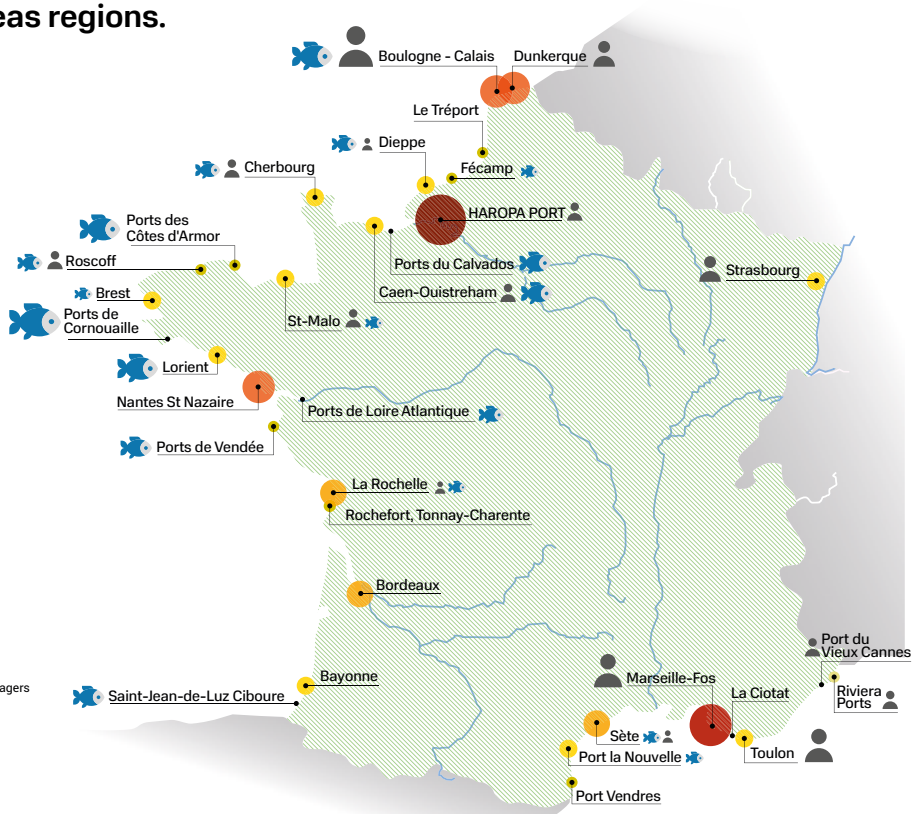 eas regions.
Boulogne - Calais
Dunkerque
Le Tréport
Dieppe
Fécamp
Cherbourg
HAROPA PORT
Ports des
Côtes d'Armor
Ports du Calvados
Roscoff
Strasbourg
Caen-Ouistreham
Brest
Ports de
Cornouaille
St-Malo
Lorient
Nantes St Nazaire
Ports de Loire Atlantique
Ports de Vendée
La Rochelle
Rochefort, Tonnay-Charente
Bordeaux
Port du
Vieux Cannes
Bayonne
Marseille-Fos
agers
Saint-Jean-de-Luz Ciboure
La Ciotat
Riviera
Ports
Sète
Port la Nouvelle
Toulon
Port Vendres